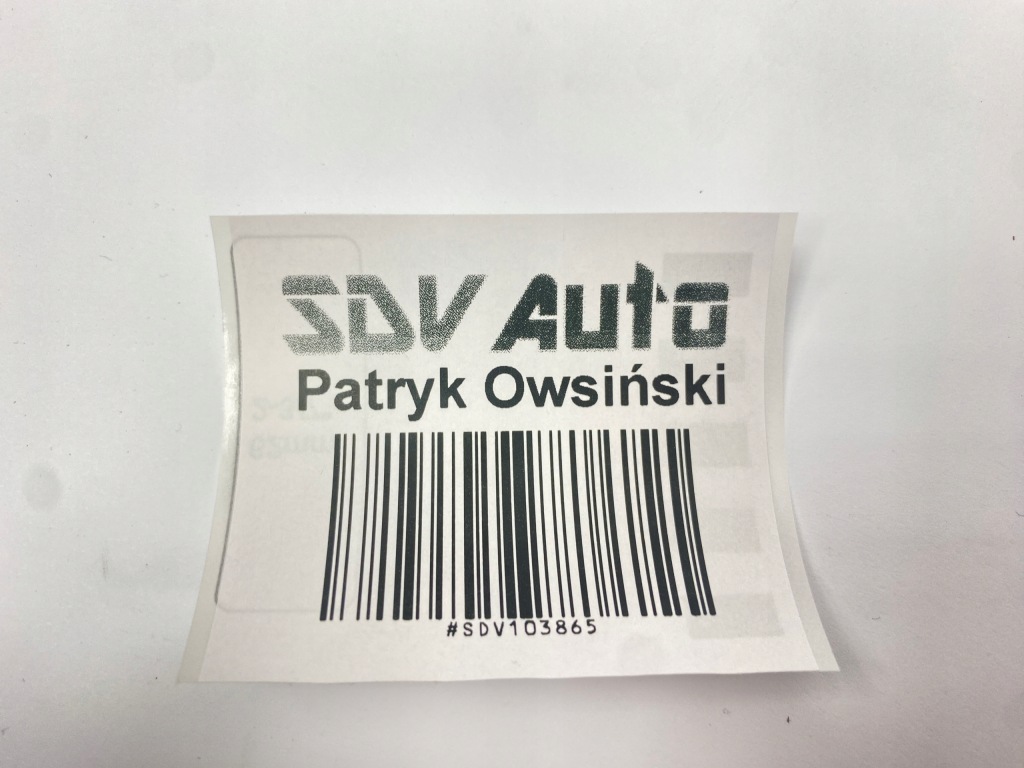 SDV Auto
Patryk Owsiński
#SDV103865